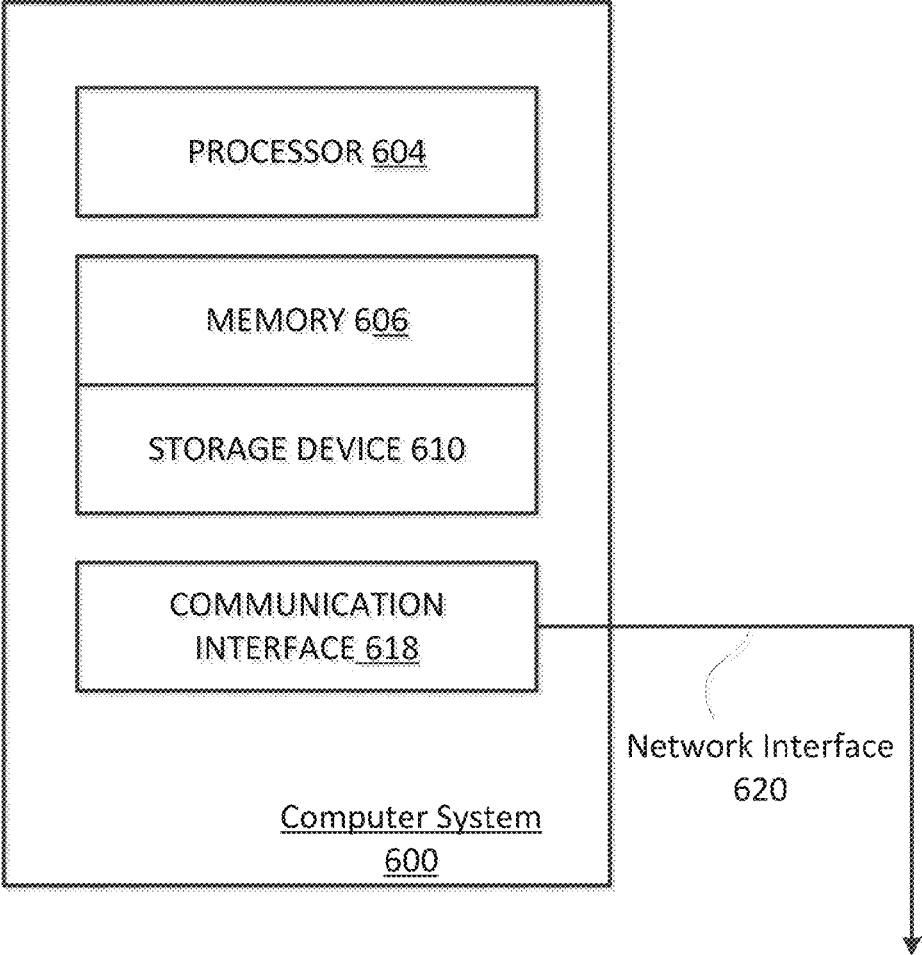 PROCESSOR 604
MEMORY 606
STORAGE DEVICE 610
COMMUNICATION
INTERFACE 618
Network Interface
620
Computer System
600